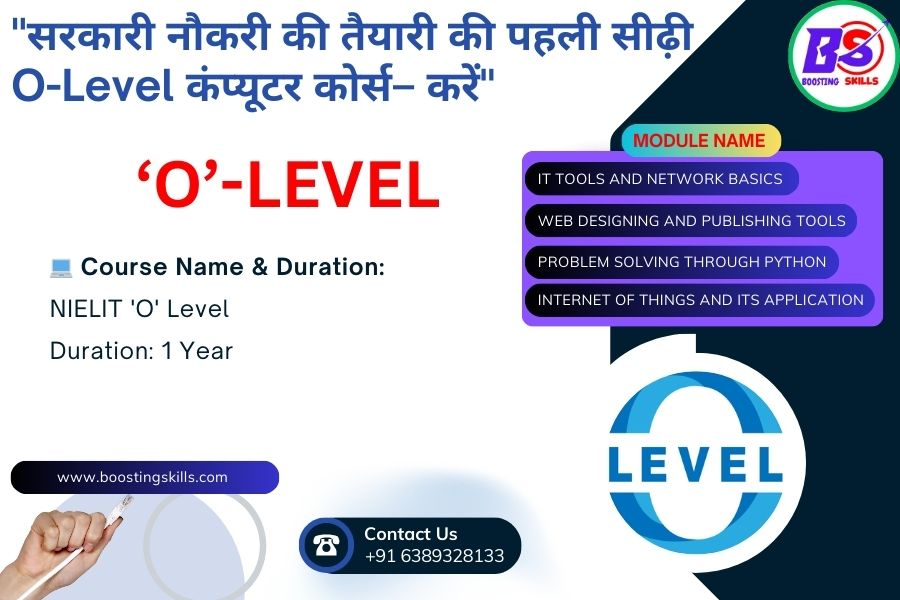 "सरकारी नौकरी की तैयारी की पहली सीढ़ी
O-Level कंप्यूटर कोर्स– करें"
BS
BOOSTING SKILLS
‘O’-LEVEL
Course Name & Duration:
NIELIT 'O' Level
Duration: 1 Year
MODULE NAME
IT TOOLS AND NETWORK BASICS
WEB DESIGNING AND PUBLISHING TOOLS
PROBLEM SOLVING THROUGH PYTHON
INTERNET OF THINGS AND ITS APPLICATION
O
LEVEL
www.boostingskills.com
Contact Us
+91 6389328133